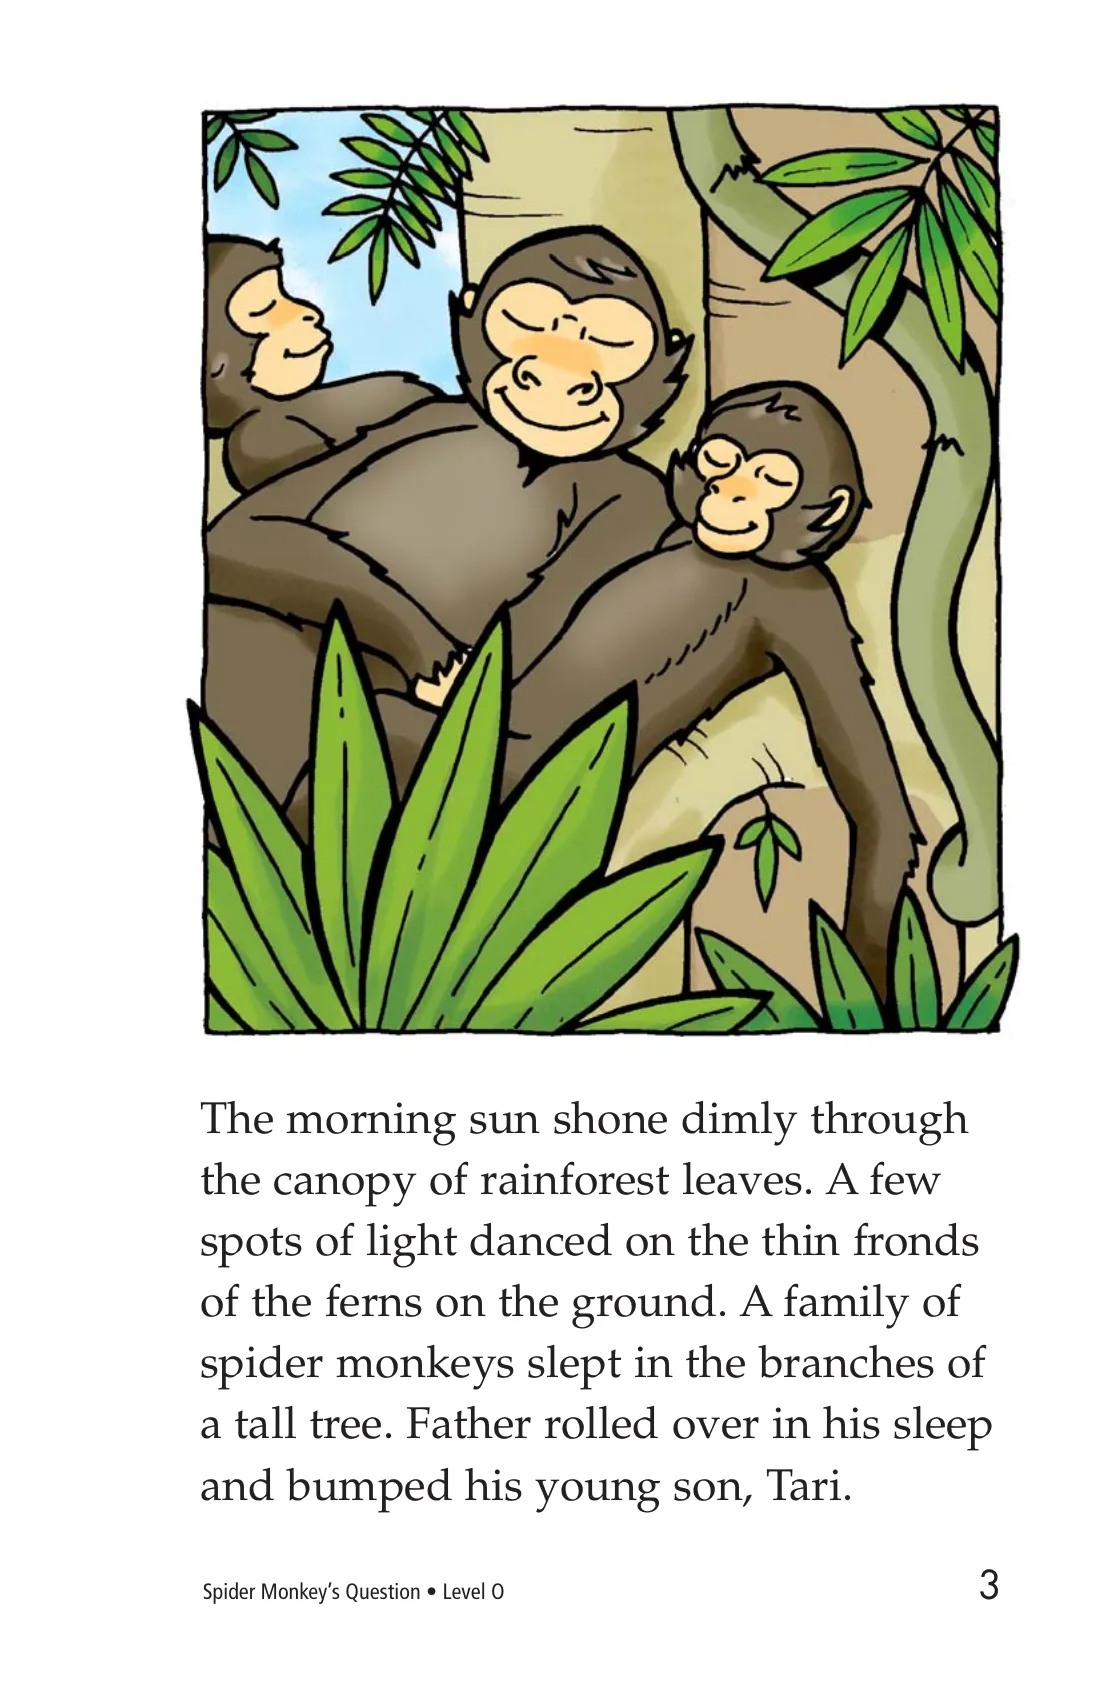 The morning sun shone dimly through
the canopy of rainforest leaves. A few
spots of light danced on the thin fronds
of the ferns on the ground. A family of
spider monkeys slept in the branches of
a tall tree. Father rolled over in his sleep
and bumped his young son, Tari.
Spider Monkey’s Question • Level O
3